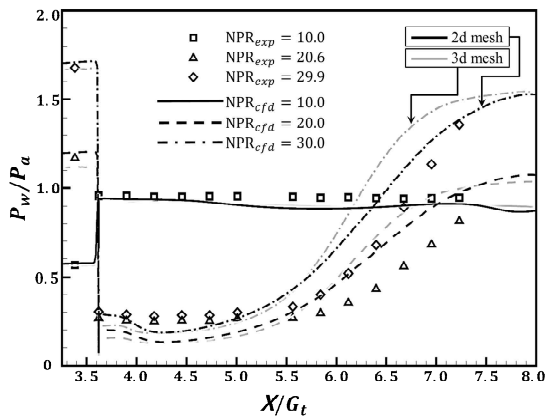 2.0
1.5
1.0
0.5
0.0
P_w/P_a
NPR_exp = 10.0
NPR_exp = 20.6
NPR_exp = 29.9
NPR_cfd = 10.0
NPR_cfd = 20.0
NPR_cfd = 30.0
2d mesh
3d mesh
3.5 4.0 4.5 5.0 5.5 6.0 6.5 7.0 7.5 8.0
X/G_t